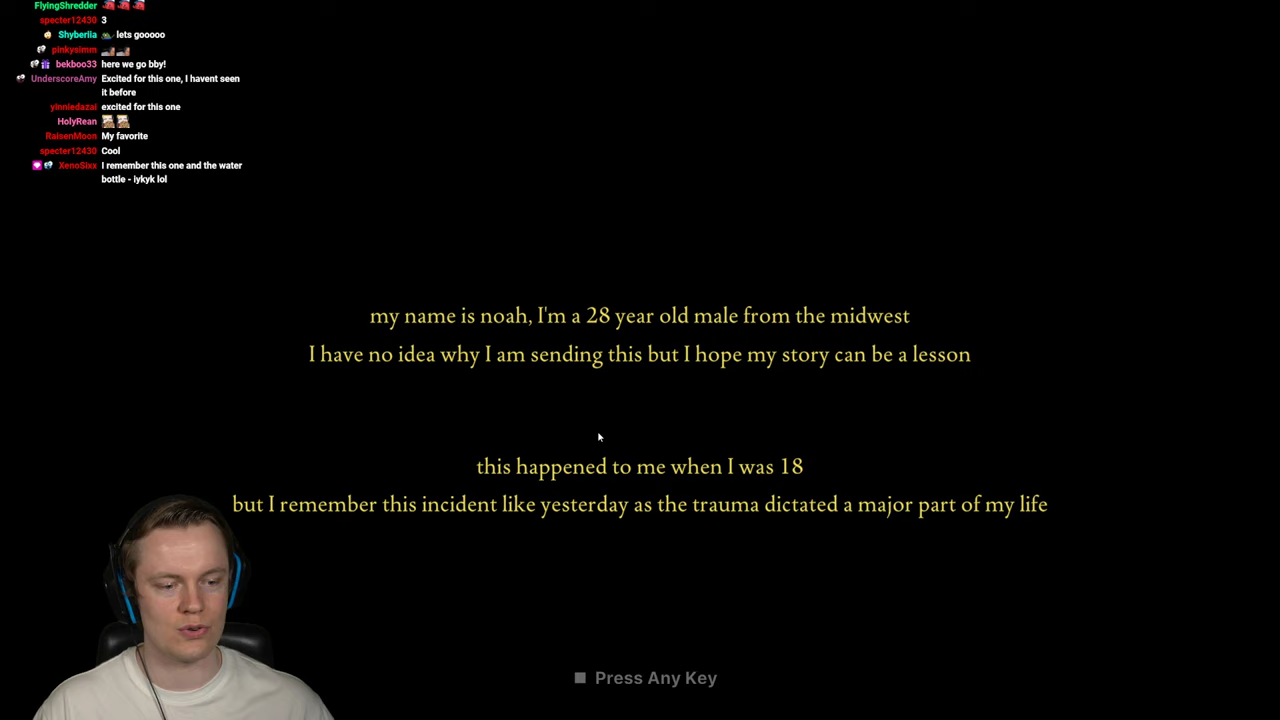 FlyingShredder
specter12430 3
Shyberlia lets gooooo
pinkysimm
bekboo33 here we go bby!
UnderscoreAmy Excited for this one, I havent seen
it before
yinniedazai excited for this one
HolyRean
RaisenMoon My favorite
specter12430 Cool
XenoSixx I remember this one and the water
bottle - iykyk lol
my name is noah, I'm a 28 year old male from the midwest
I have no idea why I am sending this but I hope my story can be a lesson
this happened to me when I was 18
but I remember this incident like yesterday as the trauma dictated a major part of my life
Press Any Key